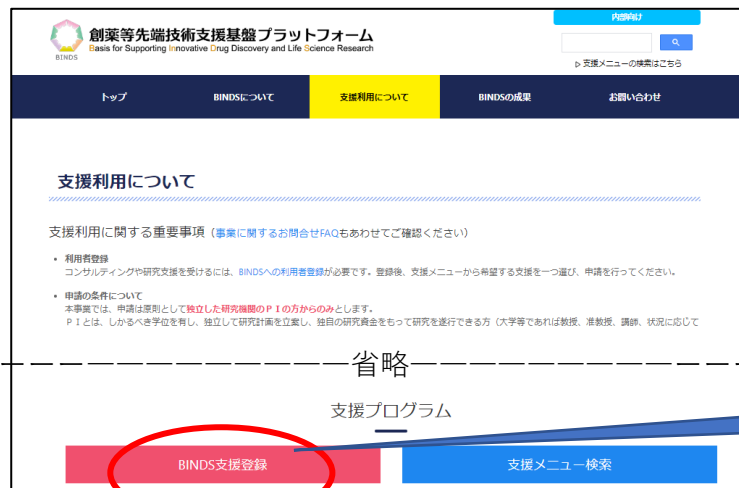 内部向け
創薬等先端技術支援基盤プラットフォーム
Basis for Supporting Innovative Drug Discovery and Life Science Research
BINDS
▷ 支援メニューの検索はこちら
トップ
BINDSについて
支援利用について
BINDSの成果
お問い合わせ
支援利用について
支援利用に関する重要事項（事業に関するお問合せFAQもあわせてご確認ください）
• 利用者登録
コンサルティングや研究支援を受けるには、BINDSへの利用者登録が必要です。登録後、支援メニューから希望する支援を一つ選び、申請を行ってください。
• 申請の条件について
本事業では、申請は原則として独立した研究機関のＰＩの方からのみとします。
ＰＩとは、しかるべき学位を有し、独立して研究計画を立案し、独自の研究資金をもって研究を遂行できる方（大学等であれば教授、准教授、講師、状況に応じて
省略
支援プログラム
BINDS支援登録
支援メニュー検索